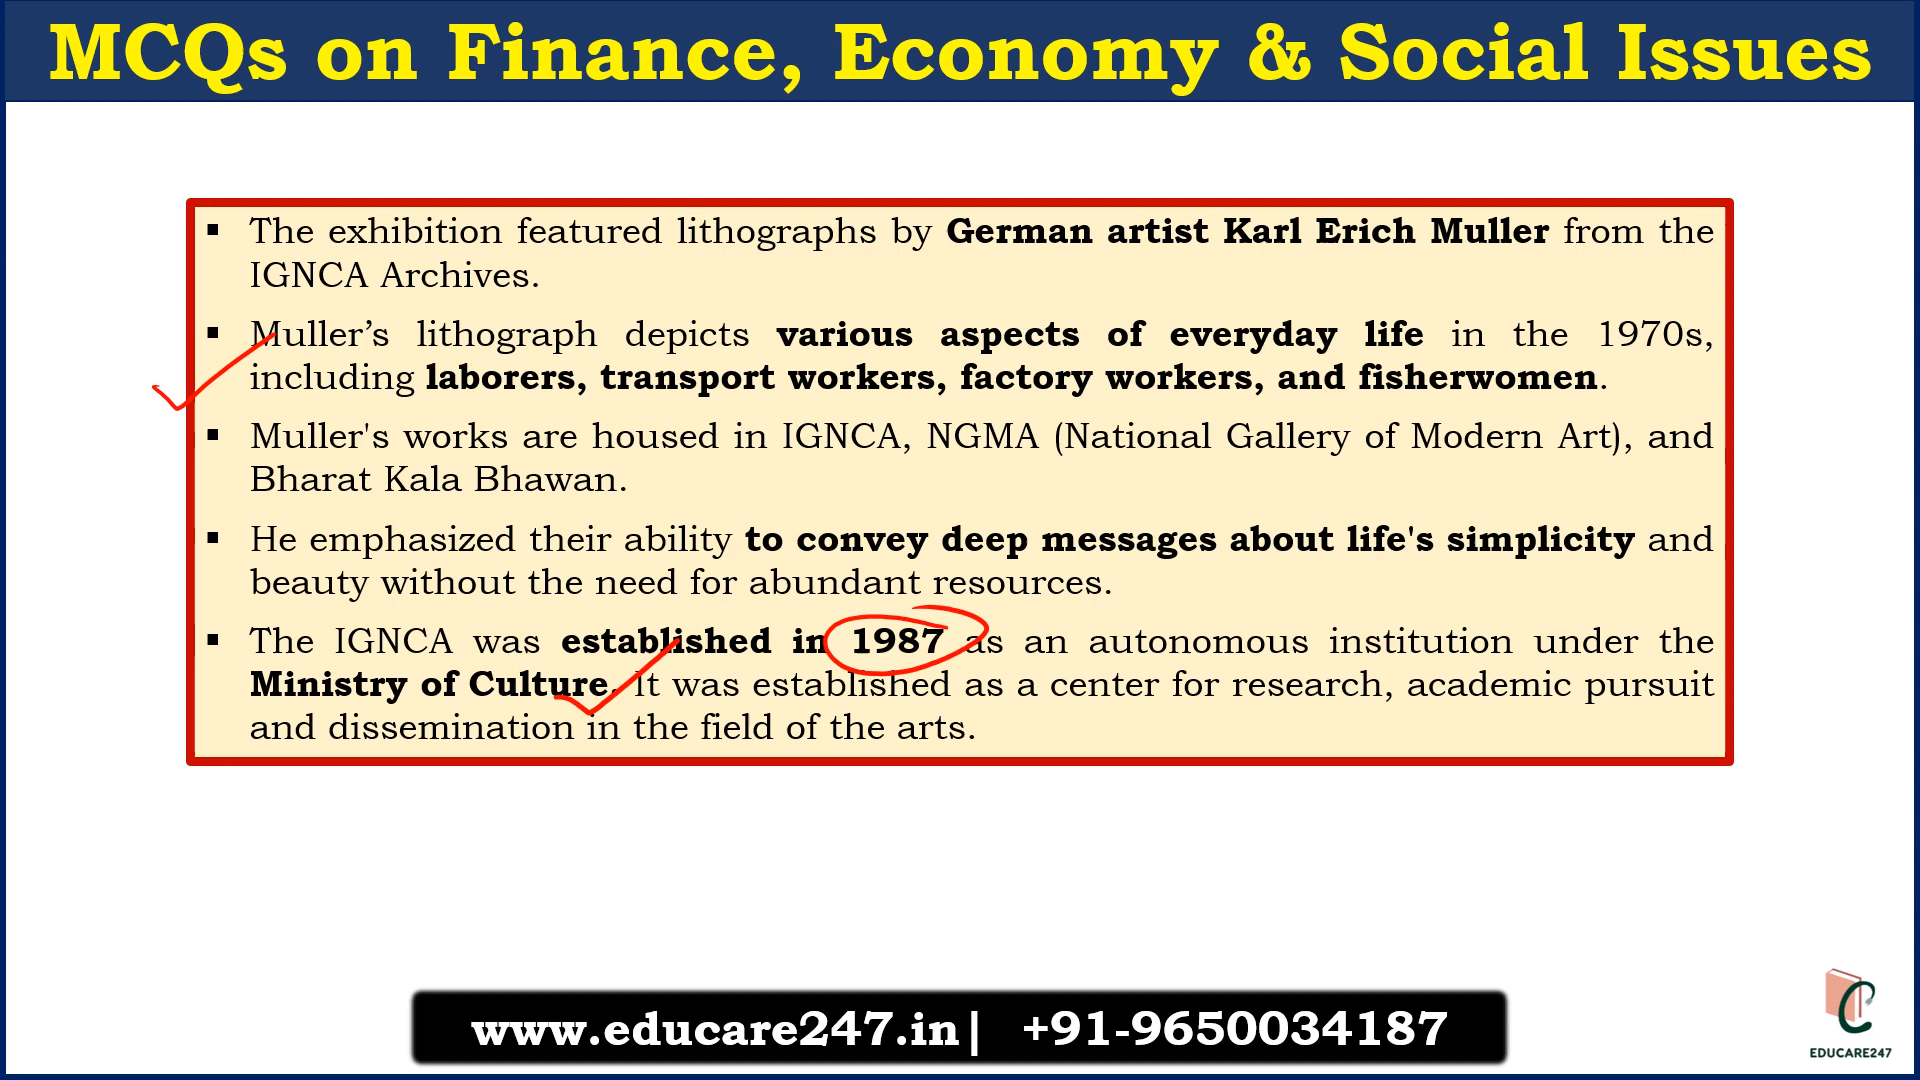 MCQs on Finance, Economy & Social Issues
▪ The exhibition featured lithographs by German artist Karl Erich Muller from the
IGNCA Archives.
▪ Muller’s lithograph depicts various aspects of everyday life in the 1970s,
including laborers, transport workers, factory workers, and fisherwomen.
▪ Muller's works are housed in IGNCA, NGMA (National Gallery of Modern Art), and
Bharat Kala Bhawan.
▪ He emphasized their ability to convey deep messages about life's simplicity and
beauty without the need for abundant resources.
▪ The IGNCA was established in 1987 as an autonomous institution under the
Ministry of Culture. It was established as a center for research, academic pursuit
and dissemination in the field of the arts.
www.educare247.in| +91-9650034187
EDUCARE247